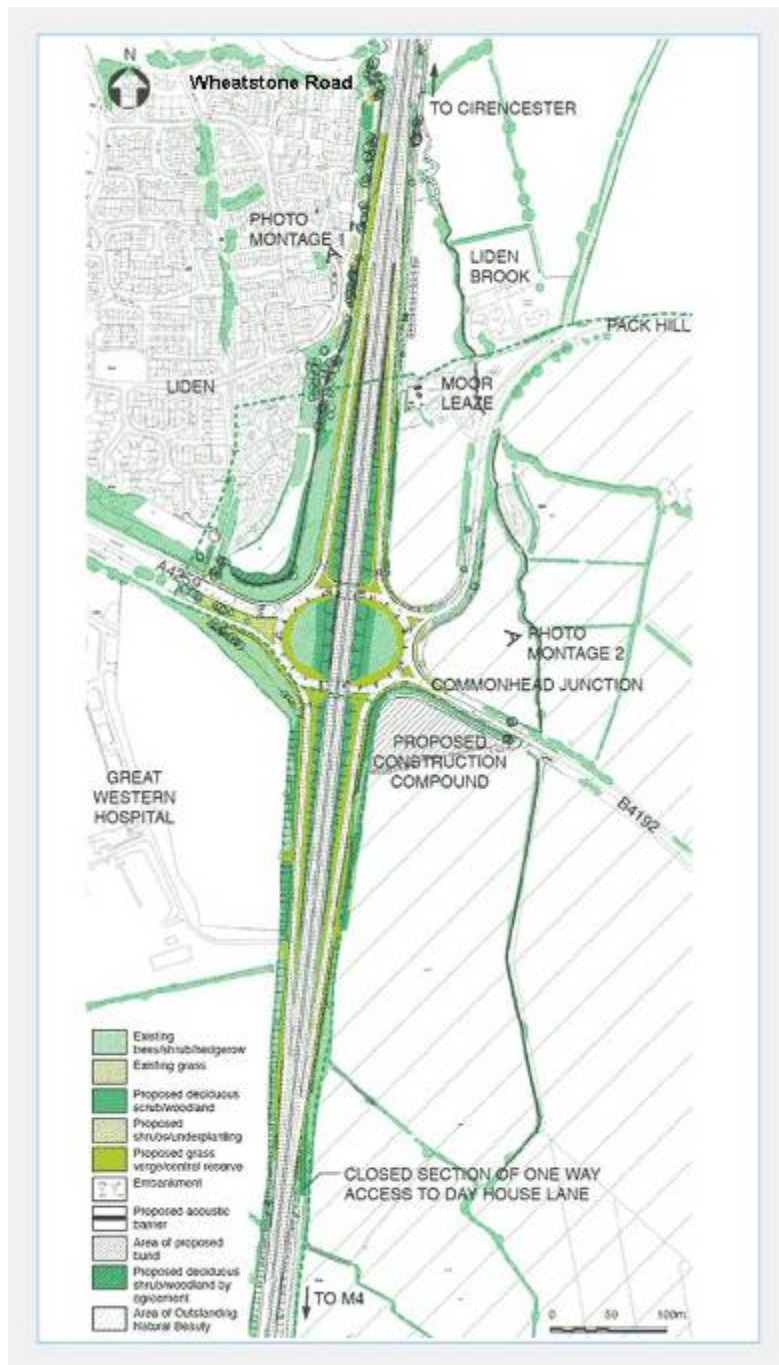 N
Wheatstone Road
TO CIRENCESTER
PHOTO
MONTAGE 1
LIDEN
BROOK
PACK HILL
LIDEN
MOOR
LEAZE
A4259
PHOTO
MONTAGE 2
COMMONHEAD JUNCTION
PROPOSED
CONSTRUCTION
COMPOUND
GREAT
WESTERN
HOSPITAL
B4192
Existing
trees/shrub/hedgerow
Existing grass
Proposed deciduous
scrub/woodland
Proposed
shrubs/underplanting
Proposed grass
verge/central reserve
Embankment
Proposed acoustic
barrier
Area of proposed
bund
Proposed deciduous
shrub/woodland by
agreement
Area of Outstanding
Natural Beauty
CLOSED SECTION OF ONE WAY
ACCESS TO DAY HOUSE LANE
TO M4
0 50 100m